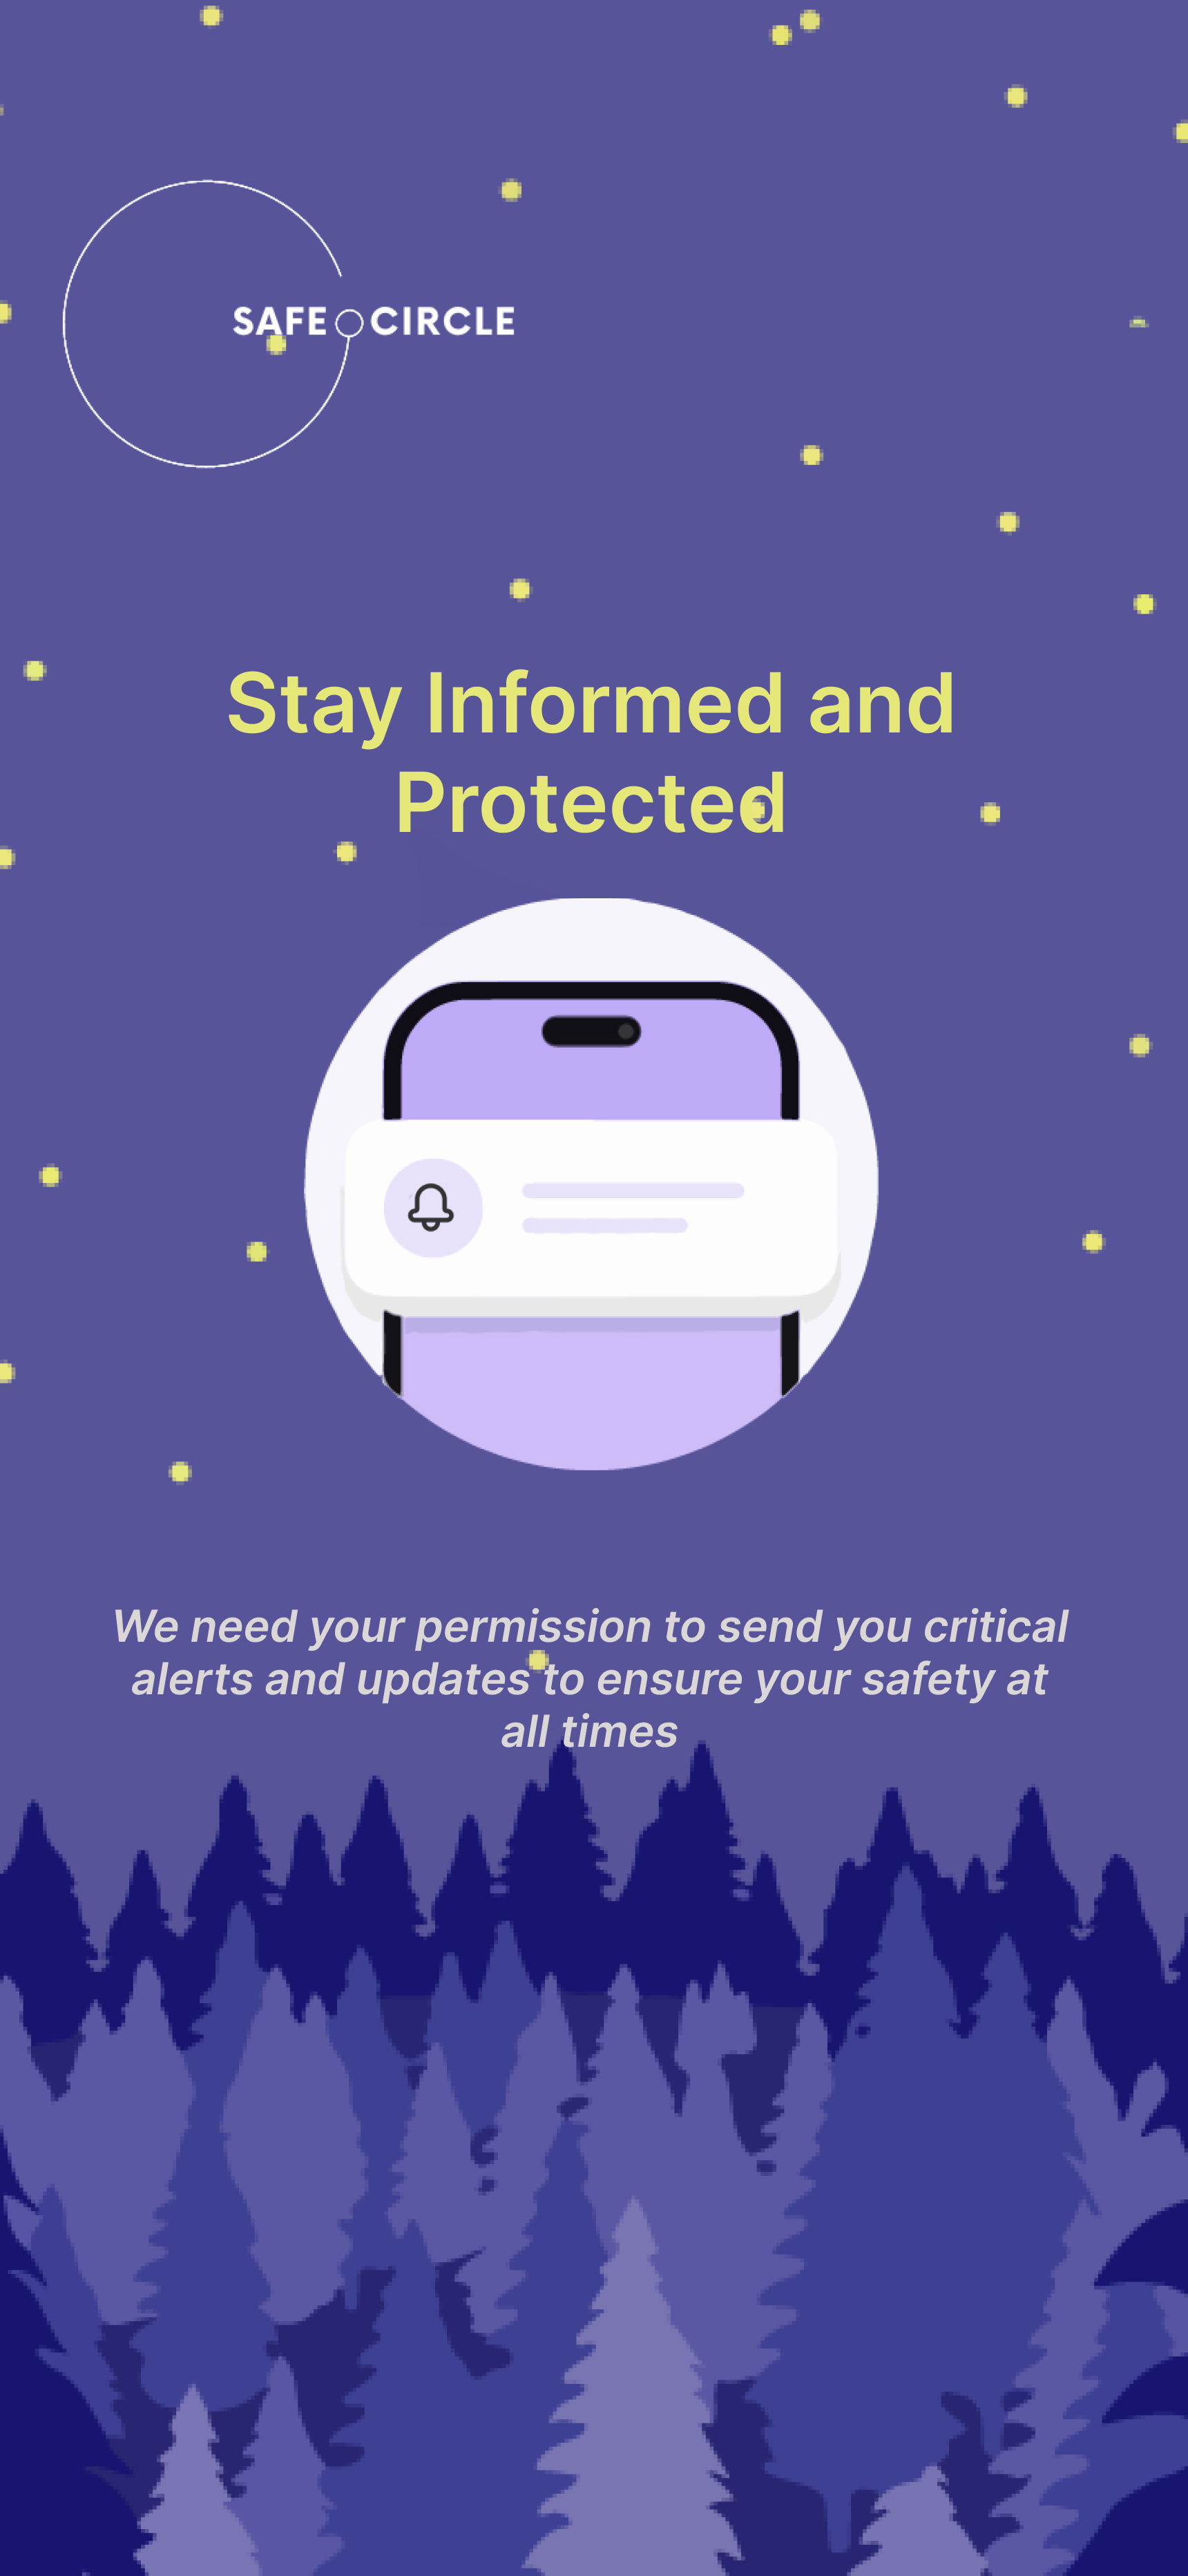 SAFE CIRCLE
Stay Informed and
Protected
We need your permission to send you critical
alerts and updates to ensure your safety at
all times